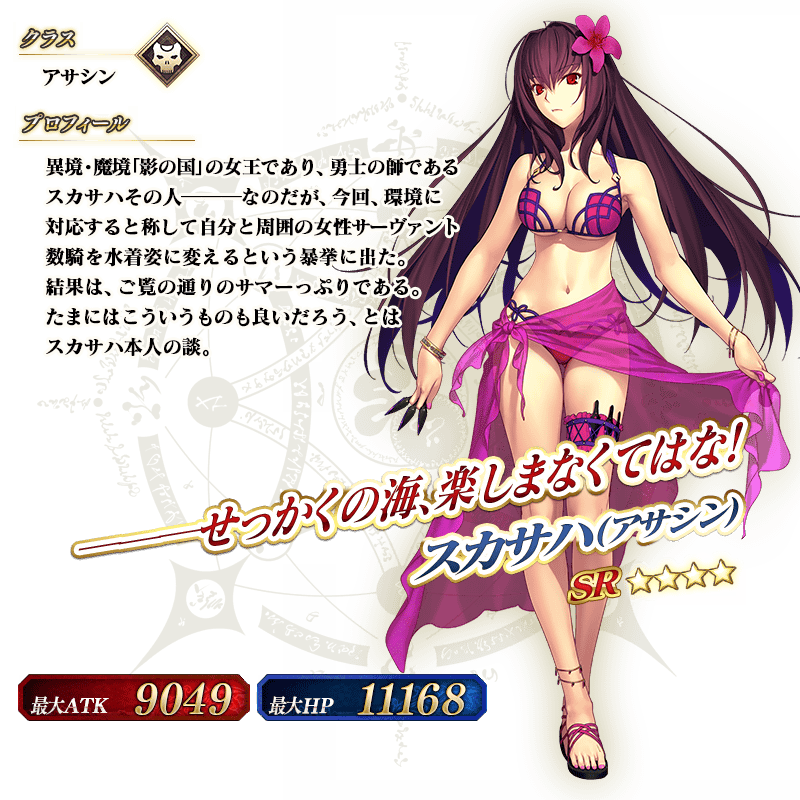 クラス
アサシン
プロフィール
異境・魔境「影の国」の女王であり、勇士の師である
スカサハその人―――なのだが、今回、環境に
対応すると称して自分と周囲の女性サーヴァント
数騎を水着姿に変えるという暴挙に出た。
結果は、ご覧の通りのサマーっぷりである。
たまにはこういうものも良いだろう、とは
スカサハ本人の談。
―――せっかくの海、楽しまなくてはな!
スカサハ(アサシン)
SR ☆☆☆☆
最大ATK 9049
最大HP 11168